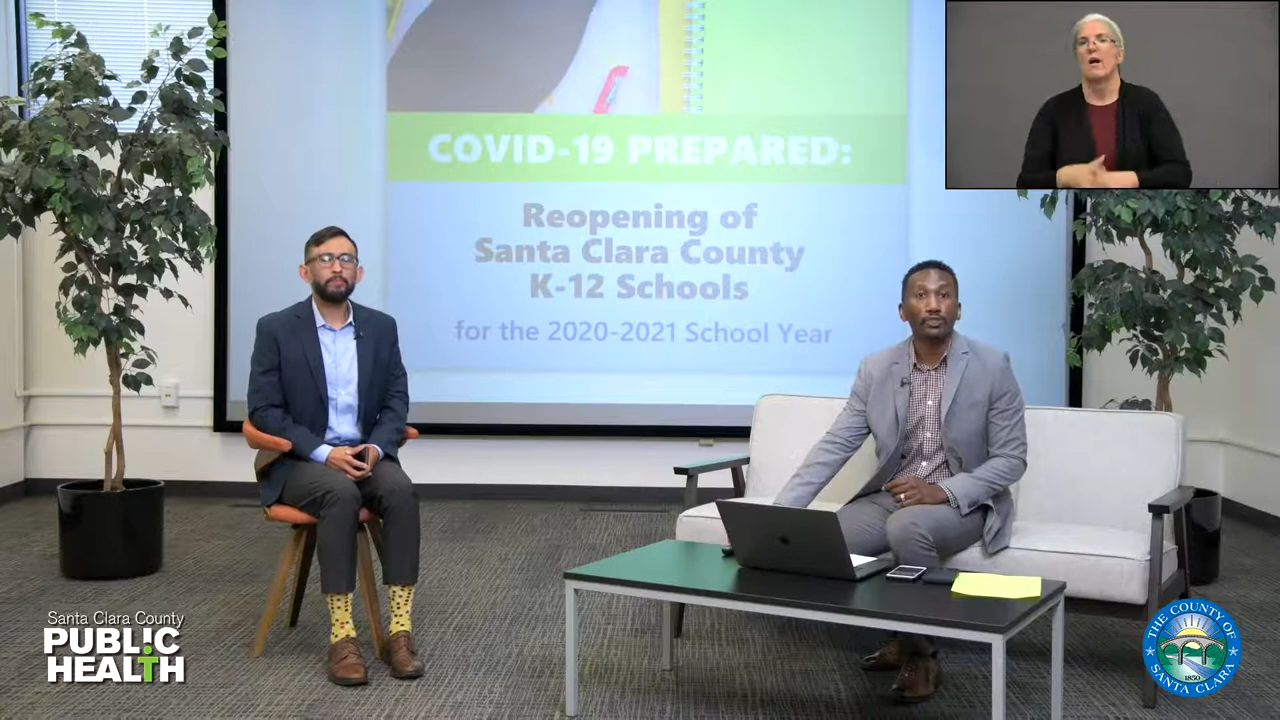 COVID-19 PREPARED:
Reopening of
Santa Clara County
K-12 Schools
for the 2020-2021 School Year
Santa Clara County
PUBLIC
HEALTH
THE COUNTY OF
SANTA CLARA
1850